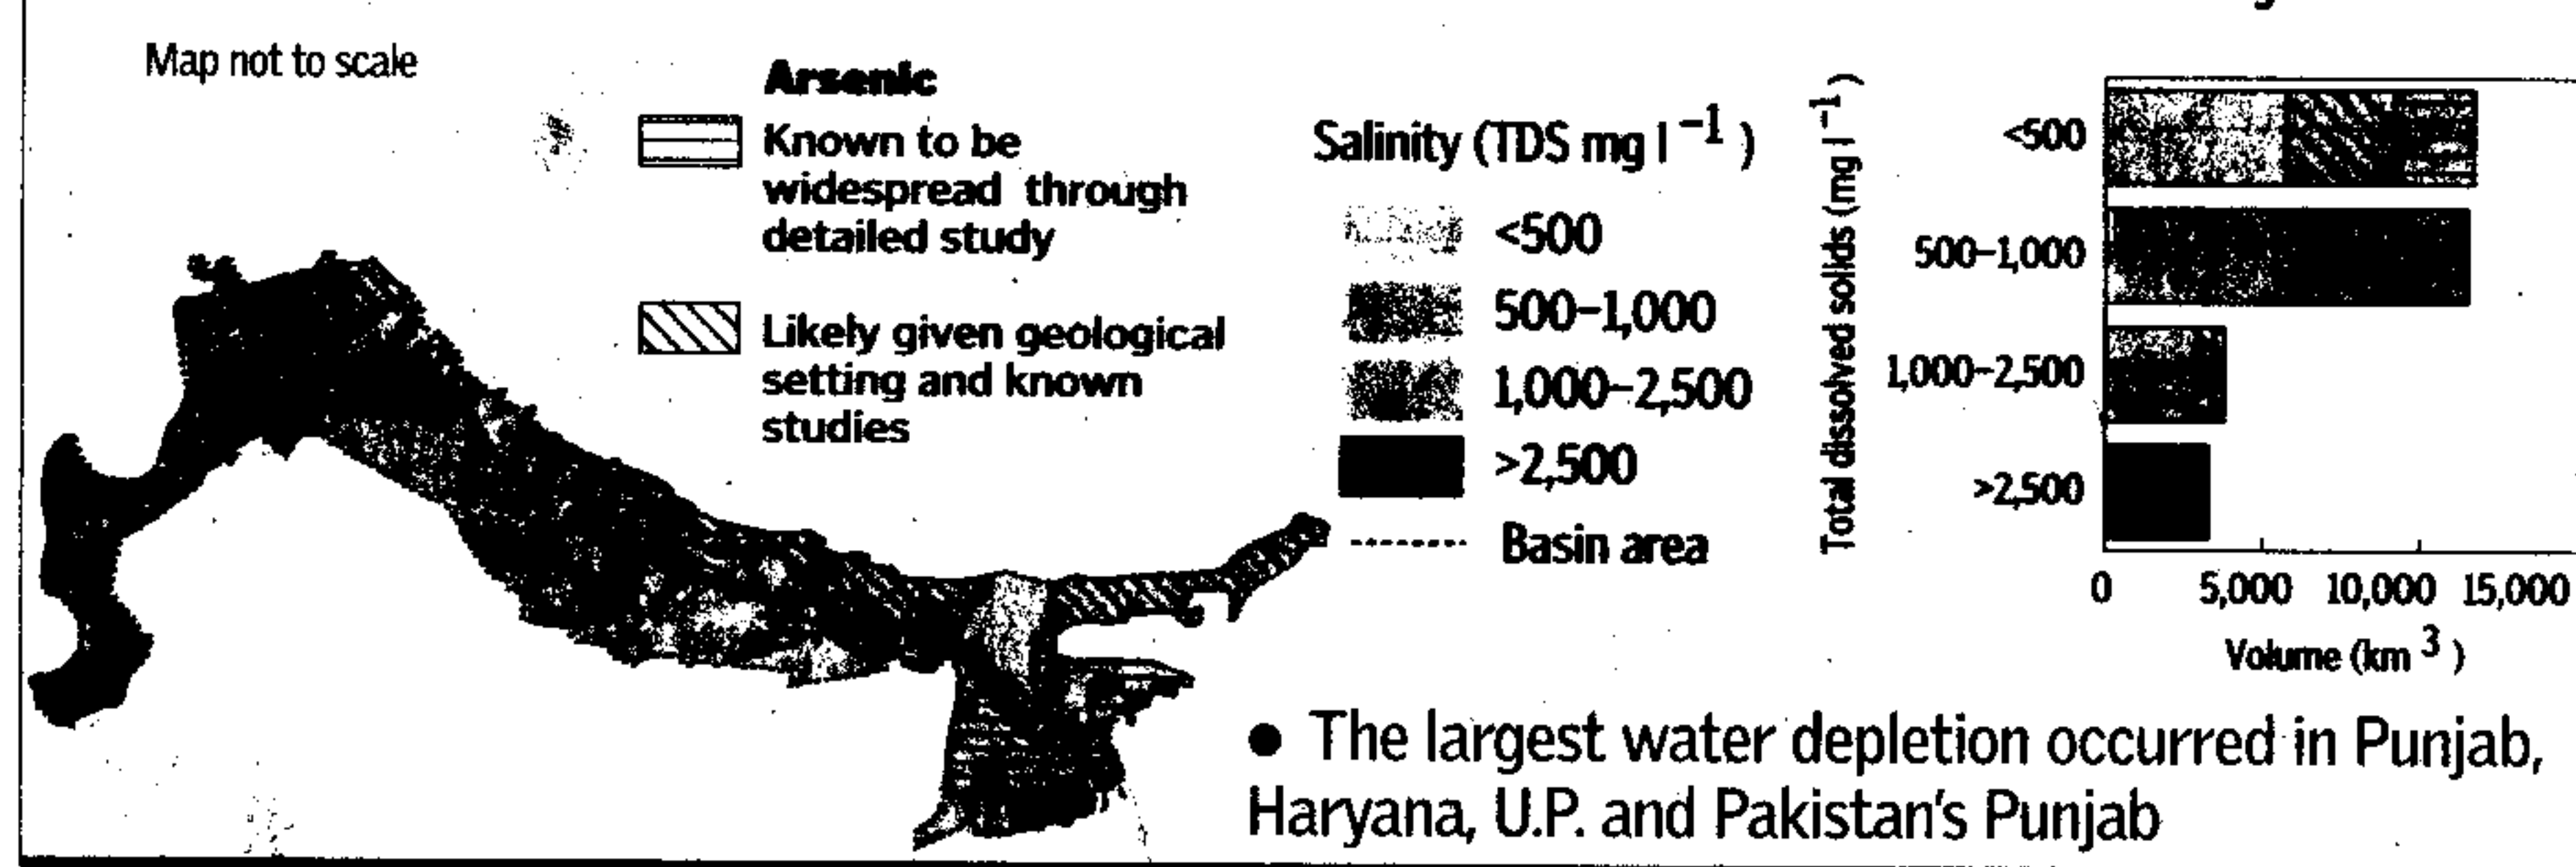 Map not to scale
Arsenic
Known to be
widespread through
detailed study
Likely given geological
setting and known
studies
Salinity (TDS mg l⁻¹)
<500
500–1,000
1,000–2,500
>2,500
Basin area
Total dissolved solids (mg l⁻¹)
<500
500–1,000
1,000–2,500
>2,500
0 5,000 10,000 15,000
Volume (km³)
● The largest water depletion occurred in Punjab,
Haryana, U.P. and Pakistan's Punjab